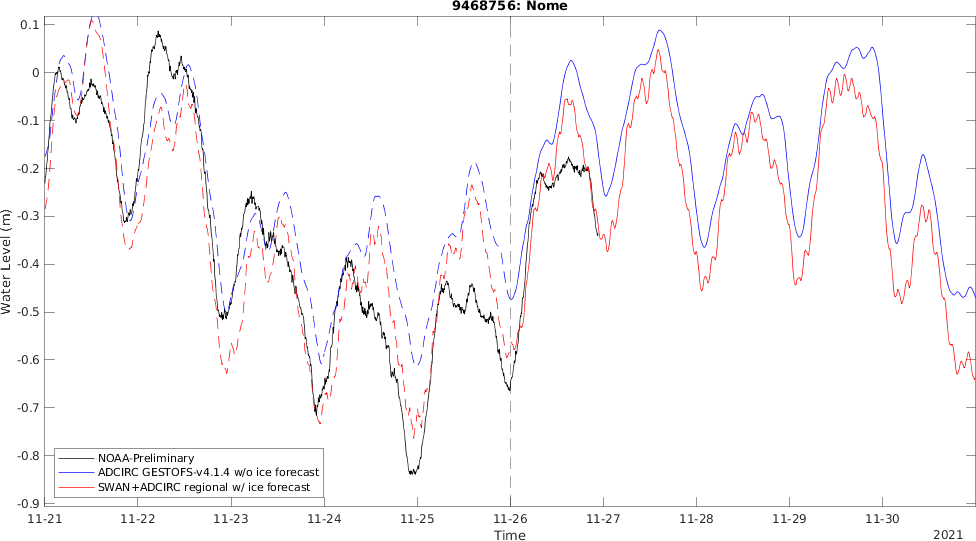 9468756: Nome
0.1
0
-0.1
-0.2
-0.3
-0.4
-0.5
-0.6
-0.7
-0.8
-0.9
Water Level (m)
NOAA-Preliminary
ADCIRC GESTOFS-v4.1.4 w/o ice forecast
SWAN+ADCIRC regional w/ ice forecast
11-21 11-22 11-23 11-24 11-25 11-26 11-27 11-28 11-29 11-30
Time
2021